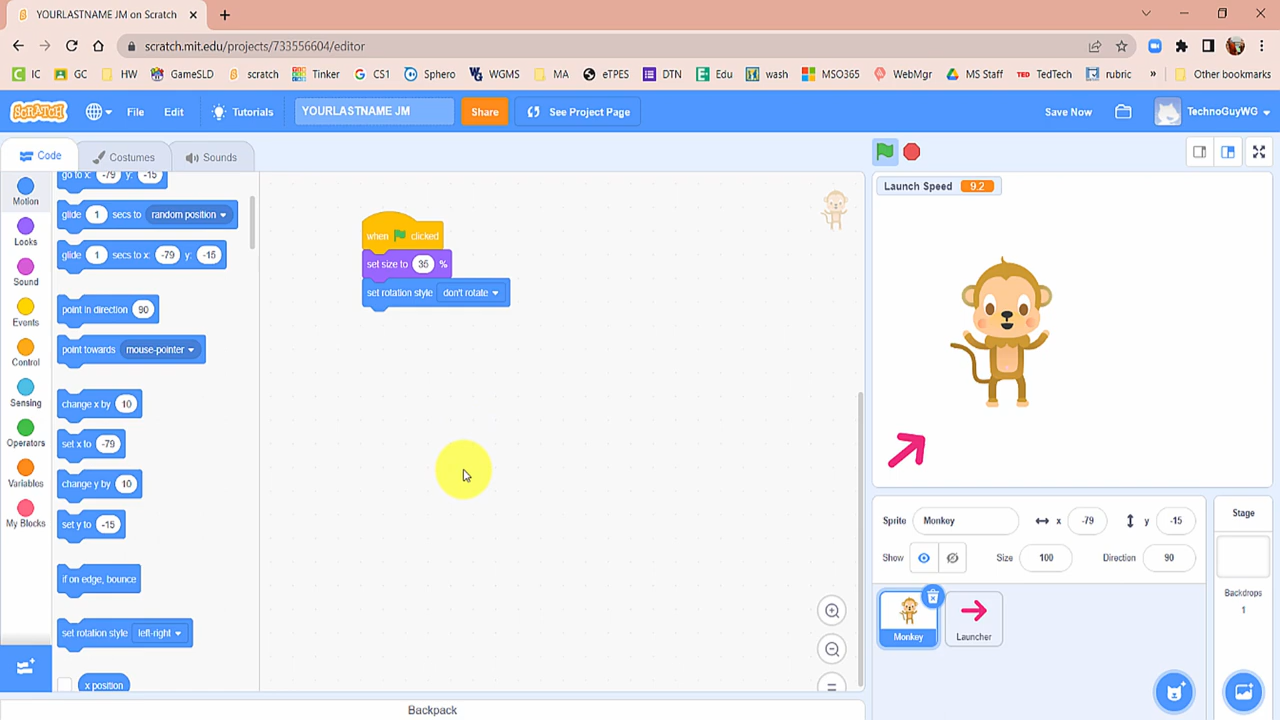 YOURLASTNAME JM on Scratch
scratch.mit.edu/projects/733556604/editor
IC GC HW GameSLD scratch Tinker CS1 Sphero WGMS MA eTPES DTN Edu wash MSO365 WebMgr MS Staff TED TedTech rubric » Other bookmarks
SCRATCH File Edit Tutorials YOURLASTNAME JM Share See Project Page Save Now TechnoGuyWG
Code Costumes Sounds
Motion
Looks
Sound
Events
Control
Sensing
Operators
Variables
My Blocks
go to x: -79 y: -15
glide 1 secs to random position
glide 1 secs to x: -79 y: -15
point in direction 90
point towards mouse-pointer
change x by 10
set x to -79
change y by 10
set y to -15
if on edge, bounce
set rotation style left-right
x position
when clicked
set size to 35 %
set rotation style don't rotate
Launch Speed 9.2
Sprite Monkey x -79 y -15
Show Size 100 Direction 90
Monkey Launcher
Stage
Backdrops
1
Backpack